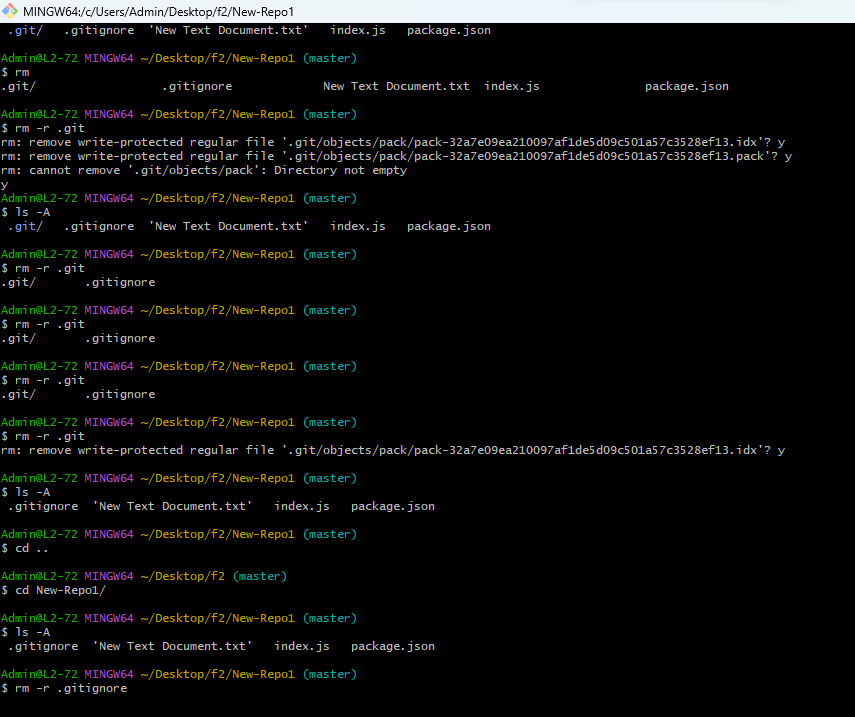 MINGW64:/c/Users/Admin/Desktop/f2/New-Repo1
.git/ .gitignore 'New Text Document.txt' index.js package.json
Admin@L2-72 MINGW64 ~/Desktop/f2/New-Repo1 (master)
$ rm
.git/ .gitignore New Text Document.txt index.js package.json
Admin@L2-72 MINGW64 ~/Desktop/f2/New-Repo1 (master)
$ rm -r .git
rm: remove write-protected regular file '.git/objects/pack/pack-32a7e09ea210097af1de5d09c501a57c3528ef13.idx'? y
rm: remove write-protected regular file '.git/objects/pack/pack-32a7e09ea210097af1de5d09c501a57c3528ef13.pack'? y
rm: cannot remove '.git/objects/pack': Directory not empty
y
Admin@L2-72 MINGW64 ~/Desktop/f2/New-Repo1 (master)
$ ls -A
.git/ .gitignore 'New Text Document.txt' index.js package.json
Admin@L2-72 MINGW64 ~/Desktop/f2/New-Repo1 (master)
$ rm -r .git
.git/ .gitignore
Admin@L2-72 MINGW64 ~/Desktop/f2/New-Repo1 (master)
$ rm -r .git
.git/ .gitignore
Admin@L2-72 MINGW64 ~/Desktop/f2/New-Repo1 (master)
$ rm -r .git
.git/ .gitignore
Admin@L2-72 MINGW64 ~/Desktop/f2/New-Repo1 (master)
$ rm -r .git
rm: remove write-protected regular file '.git/objects/pack/pack-32a7e09ea210097af1de5d09c501a57c3528ef13.idx'? y
Admin@L2-72 MINGW64 ~/Desktop/f2/New-Repo1 (master)
$ ls -A
.gitignore 'New Text Document.txt' index.js package.json
Admin@L2-72 MINGW64 ~/Desktop/f2/New-Repo1 (master)
$ cd ..
Admin@L2-72 MINGW64 ~/Desktop/f2 (master)
$ cd New-Repo1/
Admin@L2-72 MINGW64 ~/Desktop/f2/New-Repo1 (master)
$ ls -A
.gitignore 'New Text Document.txt' index.js package.json
Admin@L2-72 MINGW64 ~/Desktop/f2/New-Repo1 (master)
$ rm -r .gitignore